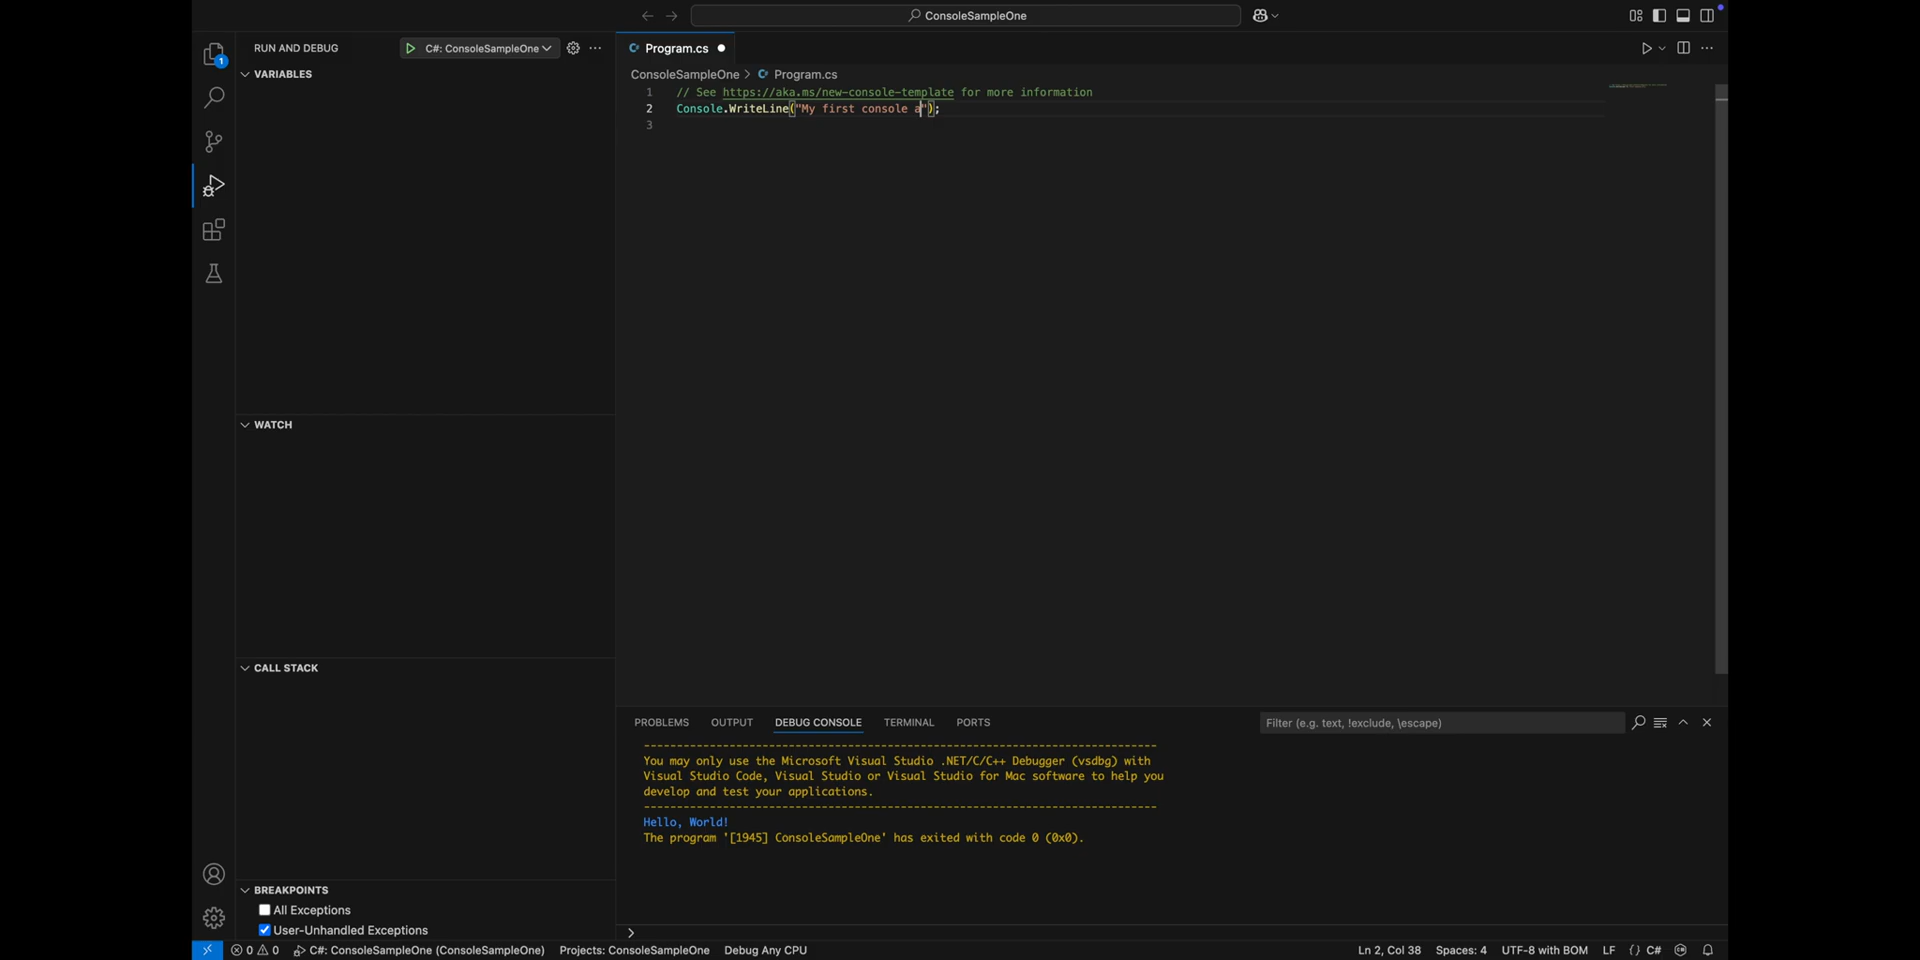 ConsoleSampleOne
RUN AND DEBUG
C#: ConsoleSampleOne
Program.cs
VARIABLES
ConsoleSampleOne > Program.cs
1 // See https://aka.ms/new-console-template for more information
2 Console.WriteLine("My first console a");
3
1
WATCH
CALL STACK
PROBLEMS OUTPUT DEBUG CONSOLE TERMINAL PORTS
Filter (e.g. text, !exclude, \escape)
--------------------------------------------------------------------------------
You may only use the Microsoft Visual Studio .NET/C/C++ Debugger (vsdbg) with
Visual Studio Code, Visual Studio or Visual Studio for Mac software to help you
develop and test your applications.
--------------------------------------------------------------------------------
Hello, World!
The program '[1945] ConsoleSampleOne' has exited with code 0 (0x0).
BREAKPOINTS
All Exceptions
User-Unhandled Exceptions
>
0 0 C#: ConsoleSampleOne (ConsoleSampleOne) Projects: ConsoleSampleOne Debug Any CPU Ln 2, Col 38 Spaces: 4 UTF-8 with BOM LF {} C#